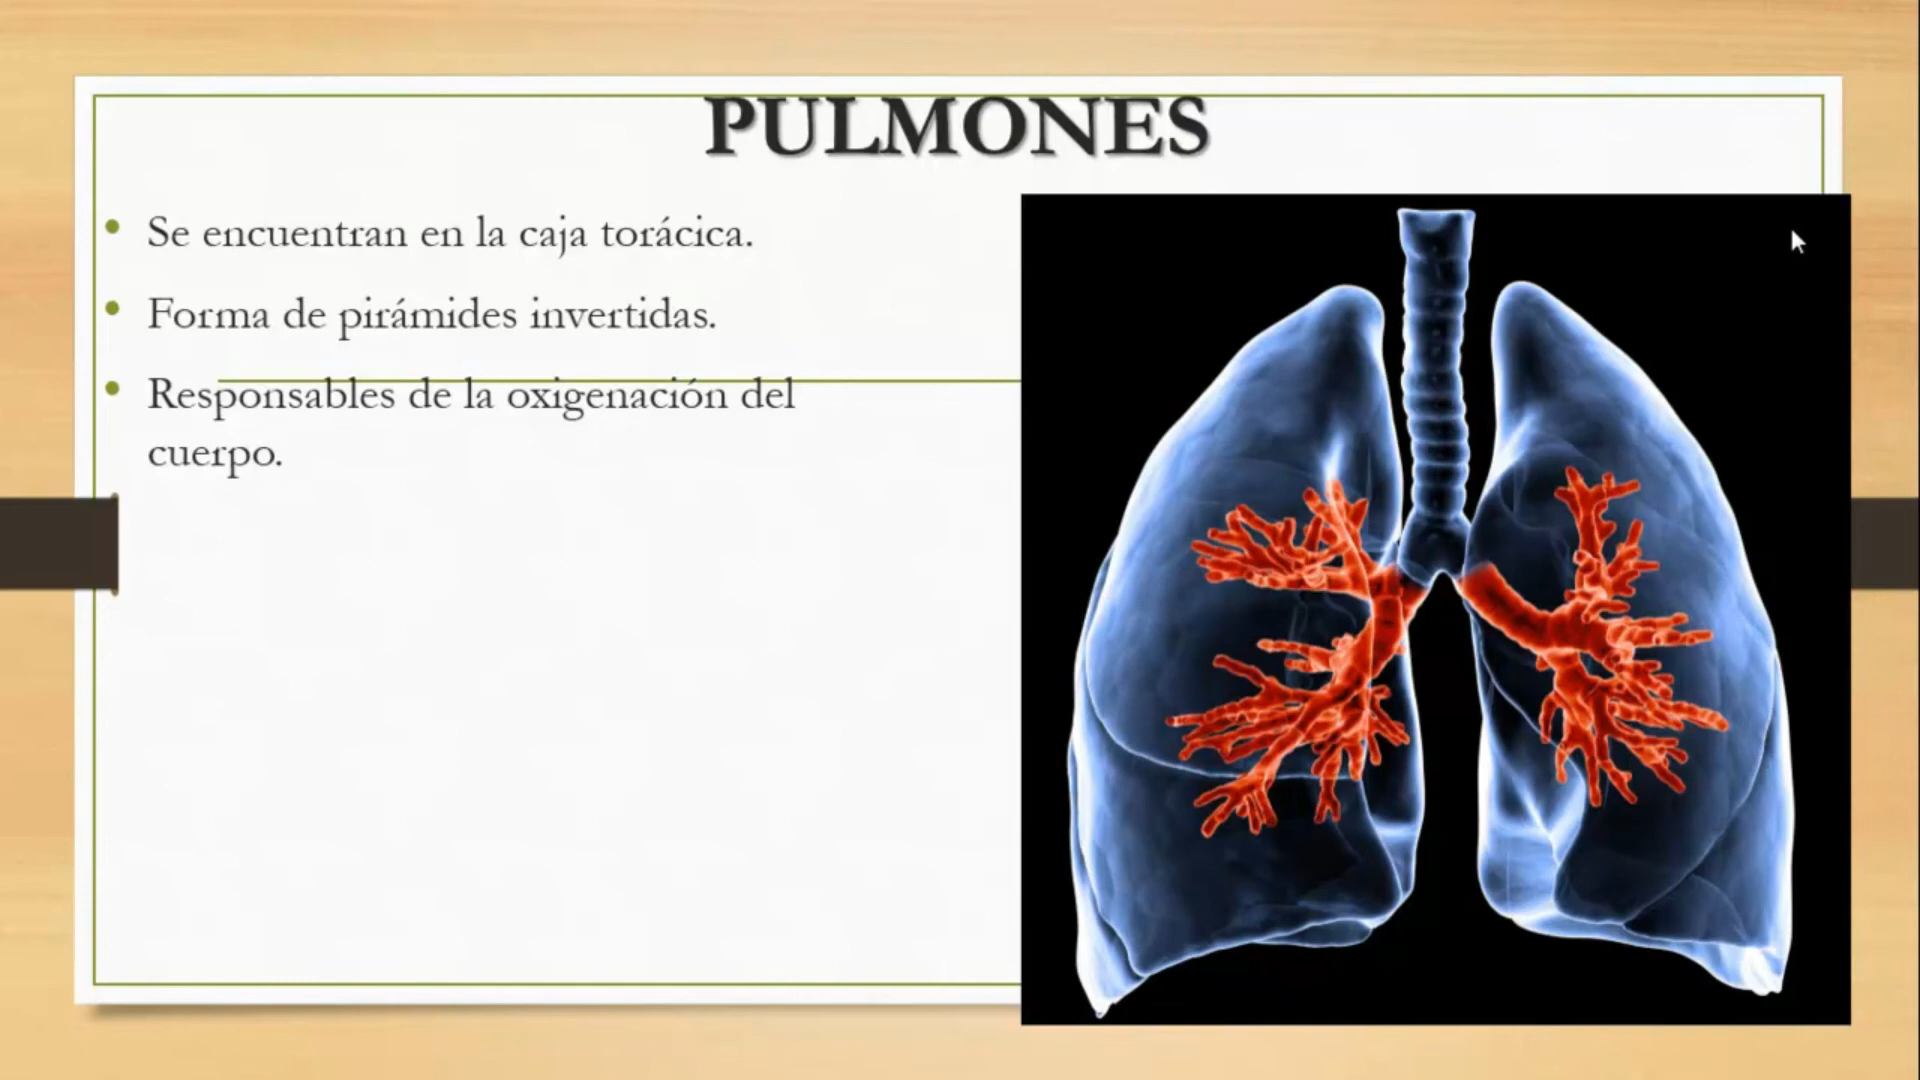 PULMONES
• Se encuentran en la caja torácica.
• Forma de pirámides invertidas.
• Responsables de la oxigenación del
cuerpo.